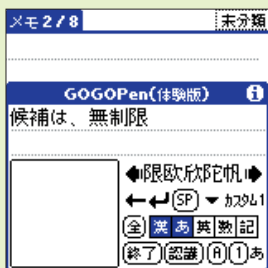 メモ2/8 未分類
GOGOPen(体験版)
候補は、無制限
限欧欣陀帆
SP カスタム1
全 漢 あ 英 数 記
終了 認識 A 1 あ